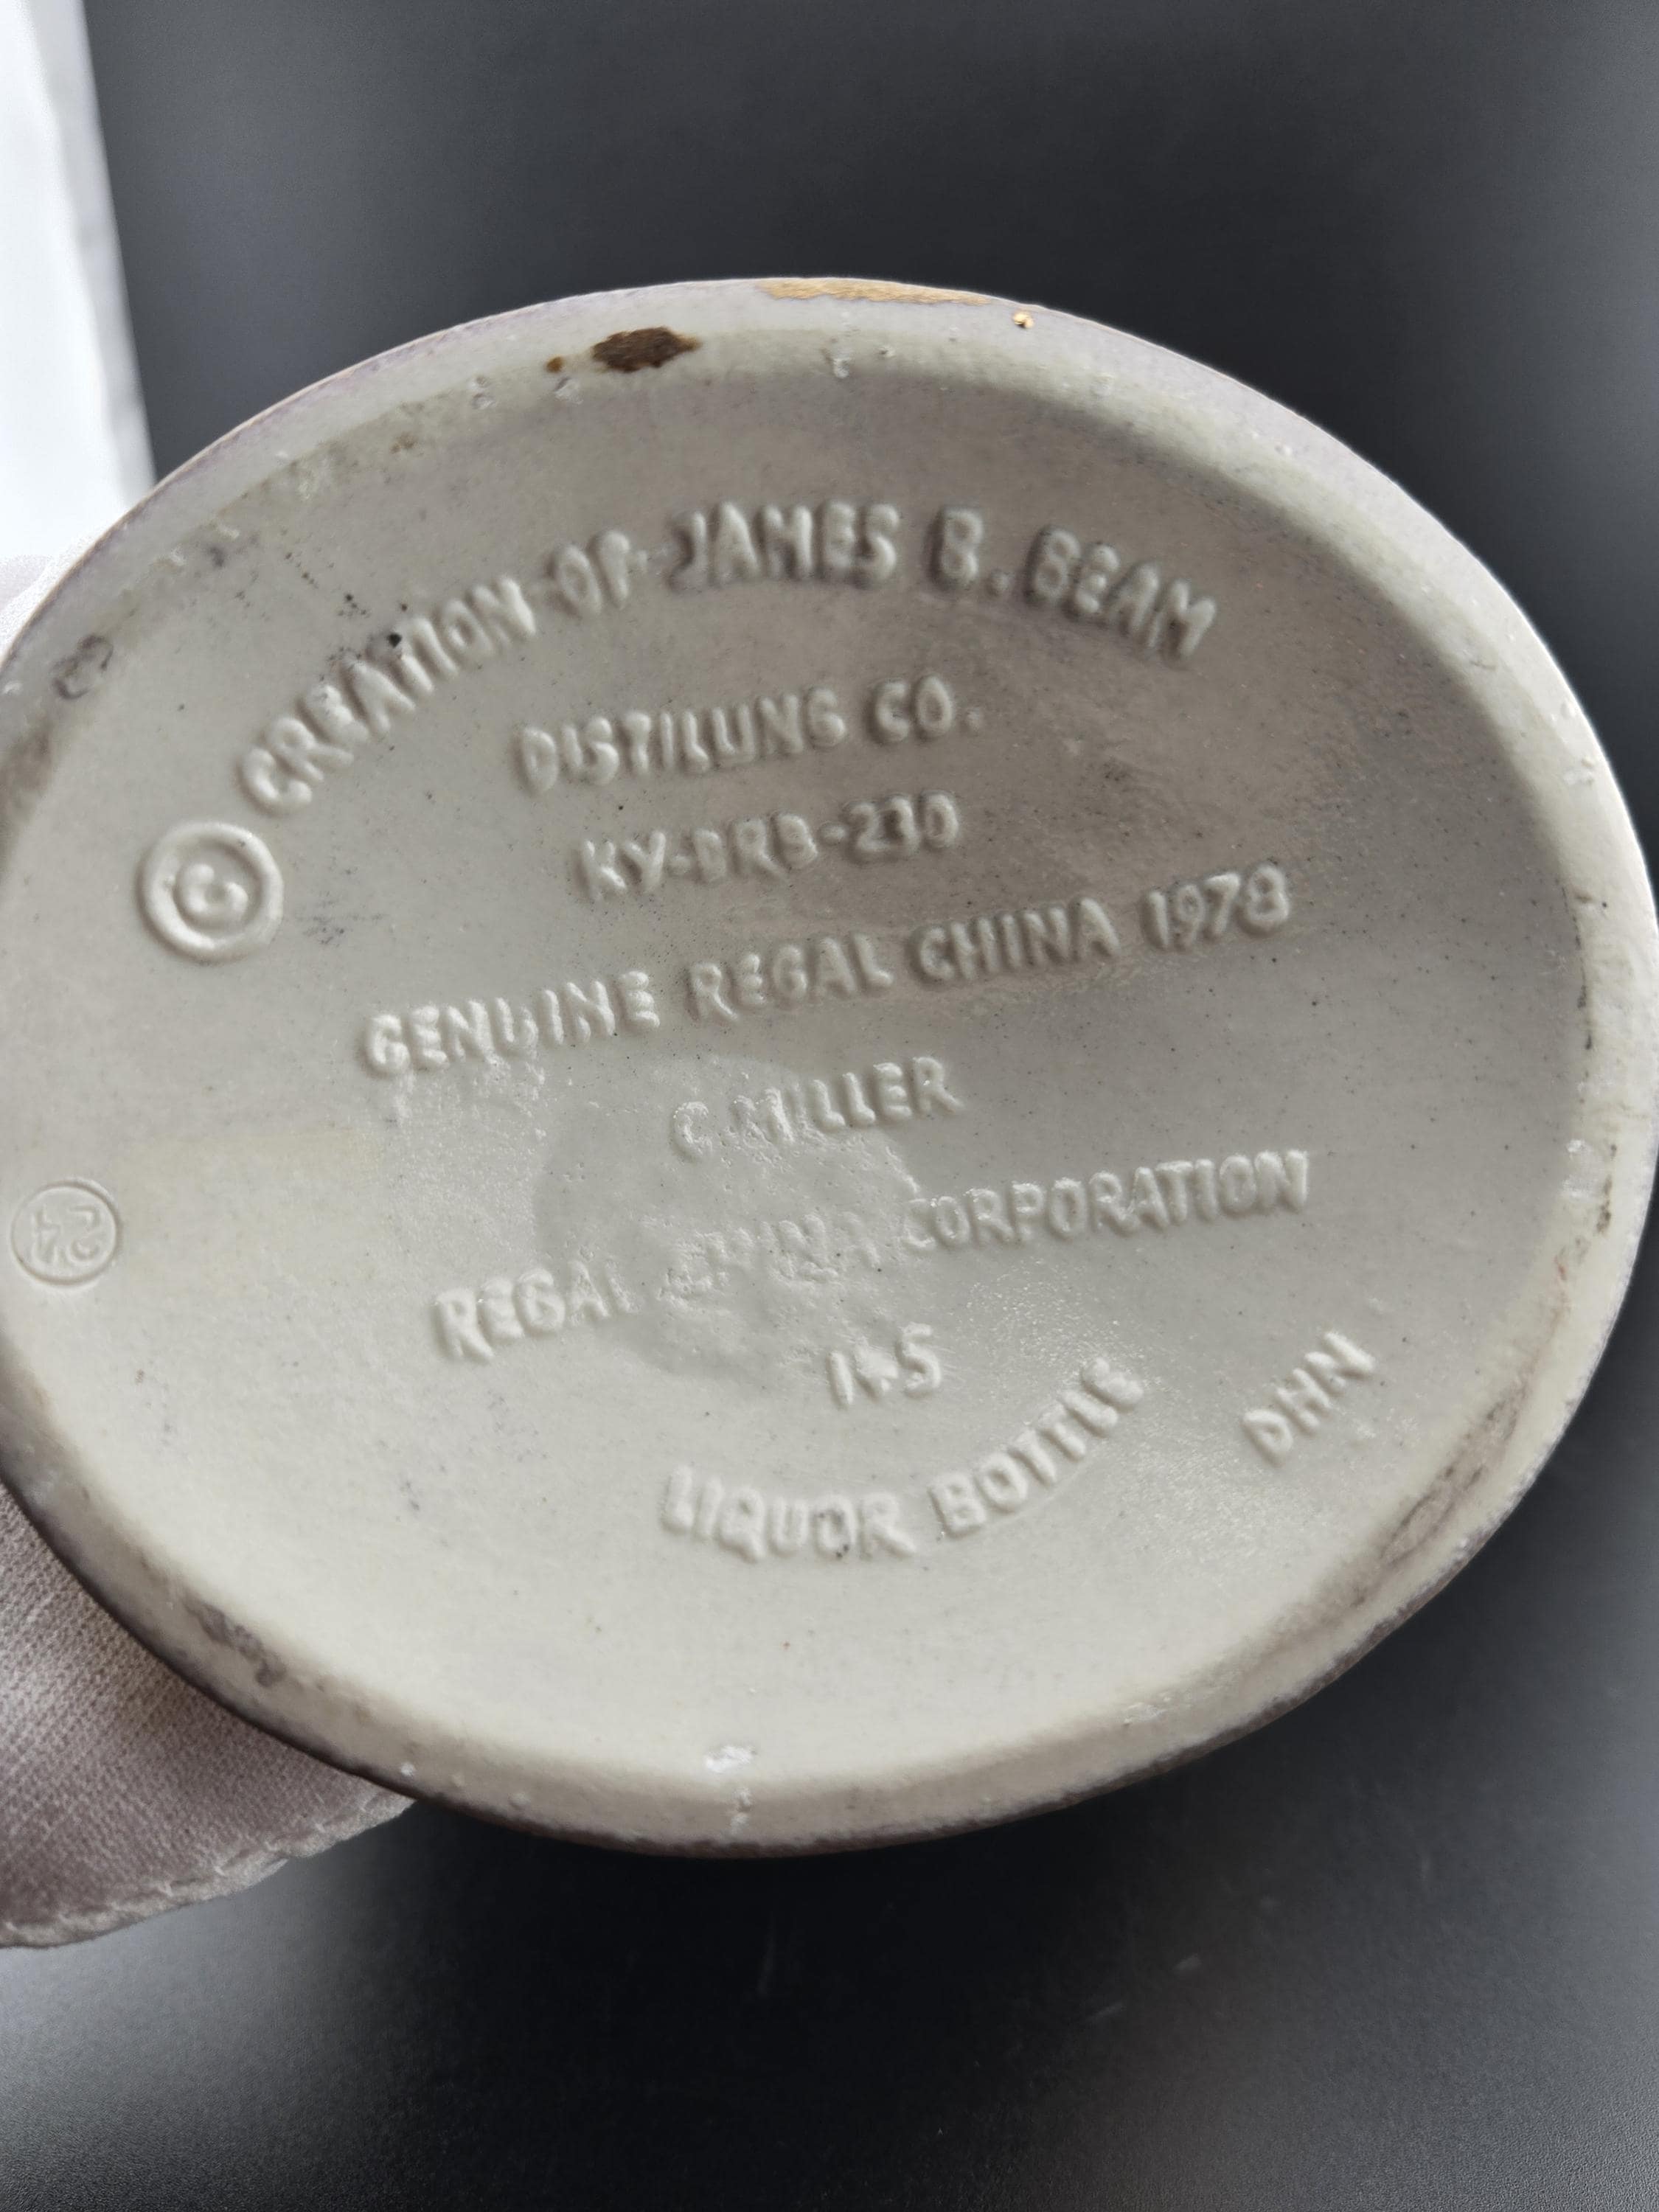 © CREATION OF JAMES B. BEAM
DISTILLING CO.
KY-DRB-230
GENUINE REGAL CHINA 1978
C. MILLER
REGAL CHINA CORPORATION
LIQUOR BOTTLE
DHN
24